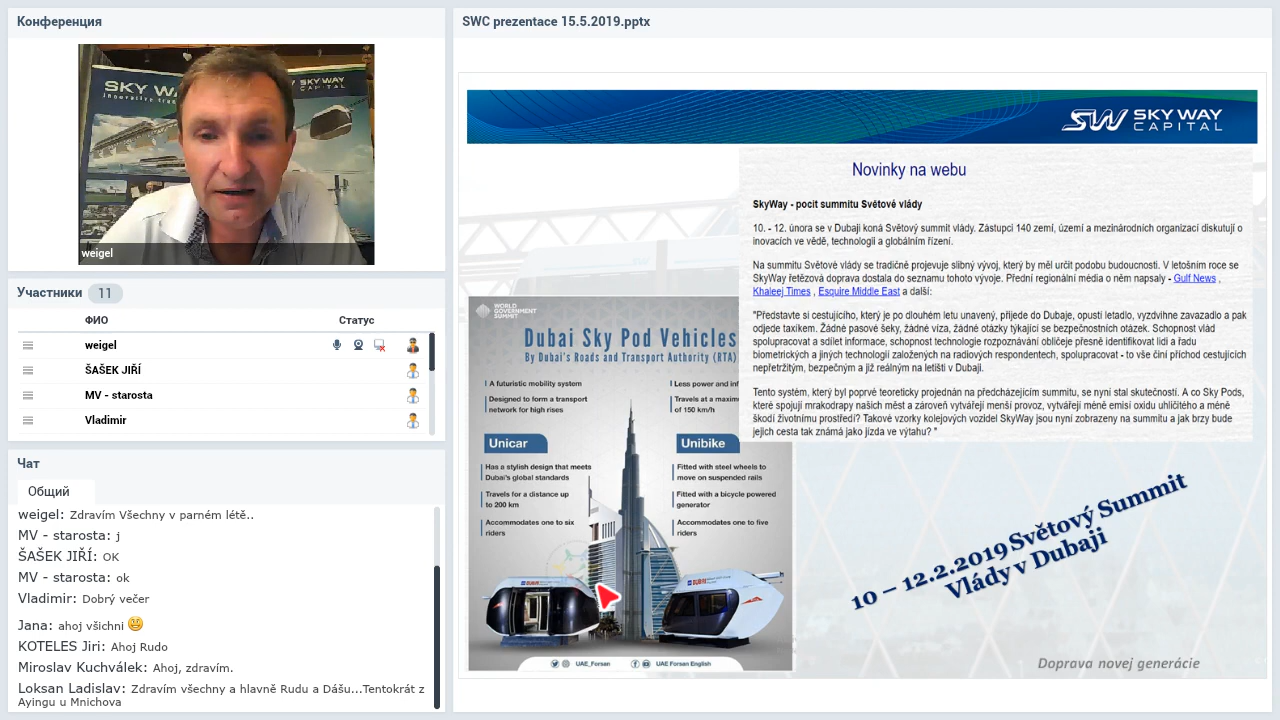 Конференция
SKY W
innovative tra
SKY WAY
CAPITAL
weigel
Участники 11
ФИО Статус
weigel
ŠAŠEK JIŘÍ
MV - starosta
Vladimir
Чат
Общий
weigel: Zdravím Všechny v parném létě..
MV - starosta: j
ŠAŠEK JIŘÍ: OK
MV - starosta: ok
Vladimir: Dobrý večer
Jana: ahoj všichni
KOTELES Jiri: Ahoj Rudo
Miroslav Kuchválek: Ahoj, zdravím.
Loksan Ladislav: Zdravím všechny a hlavně Rudu a Dášu...Tentokrát z
Ayingu u Mnichova
SWC prezentace 15.5.2019.pptx
SW SKY WAY
CAPITAL
Novinky na webu
SkyWay - pocit summitu Světové vlády
10. - 12. února se v Dubaji koná Světový summit vlády. Zástupci 140 zemí, území a mezinárodních organizací diskutují o
inovacích ve vědě, technologii a globálním řízení.
Na summitu Světové vlády se tradičně projevuje slibný vývoj, který by měl určit podobu budoucnosti. V letošním roce se
SkyWay řetězová doprava dostala do seznamu tohoto vývoje. Přední regionální média o něm napsaly - Gulf News ,
Khaleej Times , Esquire Middle East a další:
"Představte si cestujícího, který je po dlouhém letu unavený, přijede do Dubaje, opustí letadlo, vyzdvihne zavazadlo a pak
odjede taxíkem. Žádné pasové šeky, žádné víza, žádné otázky týkající se bezpečnostních otázek. Schopnost vlád
spolupracovat a sdílet informace, schopnost technologie rozpoznávání obličeje přesně identifikovat lidi a řadu
biometrických a jiných technologií založených na radiových respondentech, spolupracovat - to vše činí příchod cestujících
nepřetržitým, bezpečným a již reálným na letišti v Dubaji.
Tento systém, který byl poprvé teoreticky projednán na předcházejícím summitu, se nyní stal skutečností. A co Sky Pods,
které spojují mrakodrapy našich měst a zároveň vytvářejí menší provoz, vytvářejí méně emisí oxidu uhličitého a méně
škodí životnímu prostředí? Takové vzorky kolejových vozidel SkyWay jsou nyní zobrazeny na summitu a jak brzy bude
jejich cesta tak známá jako jízda ve výtahu? "
WORLD
GOVERNMENT
SUMMIT
Dubai Sky Pod Vehicles
By Dubai's Roads and Transport Authority (RTA)
A futuristic mobility system
Designed to form a transport
network for high rises
Less power and inf
Travels at a maximu
of 150 km/h
Unicar
Has a stylish design that meets
Dubai's global standards
Travels for a distance up
to 200 km
Accommodates one to six
riders
Unibike
Fitted with steel wheels to
move on suspended rails
Fitted with a bicycle powered
generator
Accommodates one to five
riders
UAE_Forsan UAE Forsan English
10 – 12.2.2019 Světový Summit
Vlády v Dubaji
Doprava novej generácie